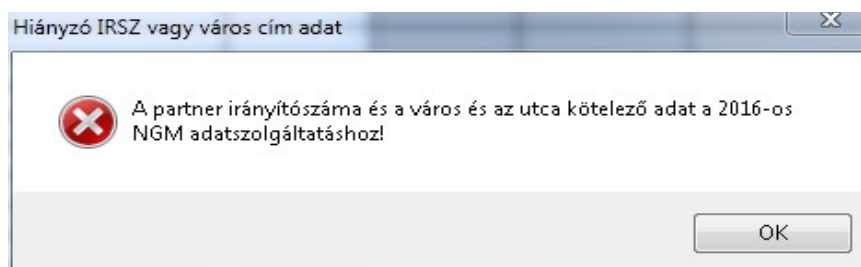 Hiányzó IRSZ vagy város cím adat
A partner irányítószáma és a város és az utca kötelező adat a 2016-os
NGM adatszolgáltatáshoz!
OK